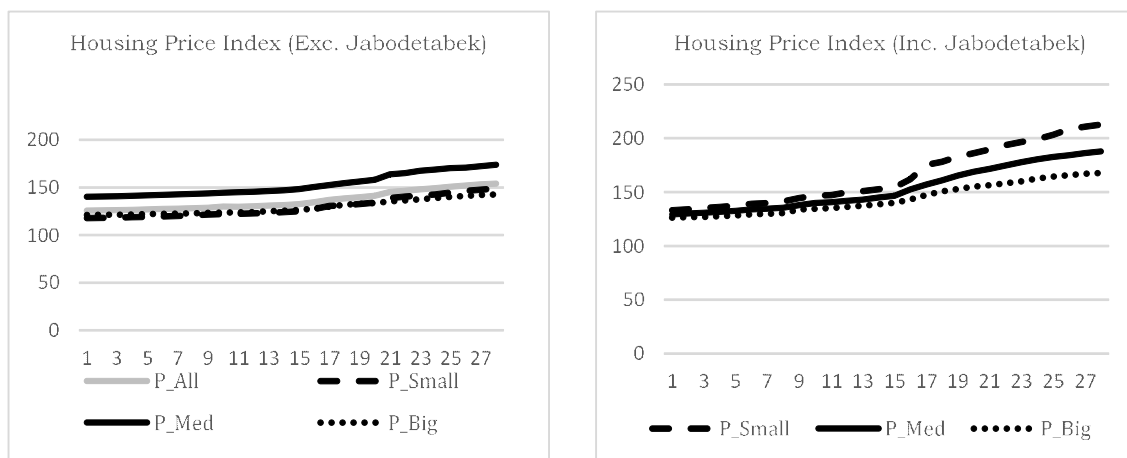 Housing Price Index (Exc. Jabodetabek)
200
150
100
50
0
1 3 5 7 9 11 13 15 17 19 21 23 25 27
P_All P_Small
P_Med P_Big
Housing Price Index (Inc. Jabodetabek)
250
200
150
100
50
0
1 3 5 7 9 11 13 15 17 19 21 23 25 27
P_Small P_Med P_Big